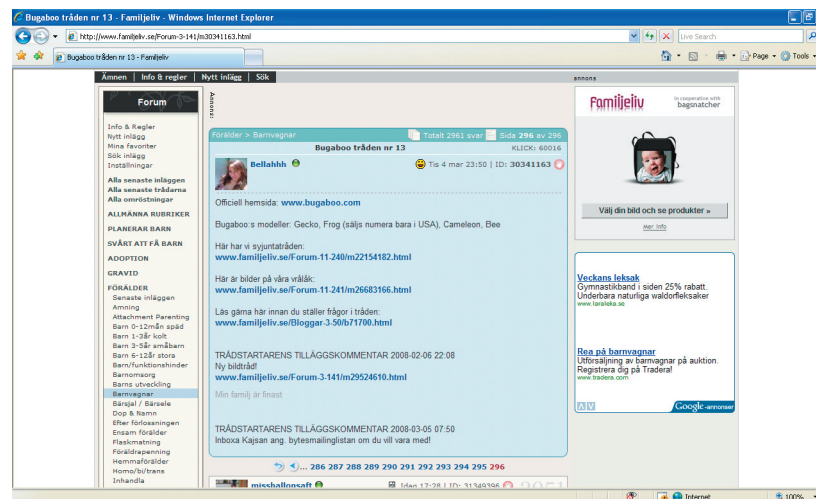 Bugaboo tråden nr 13 - Familjeliv - Windows Internet Explorer
http://www.familjeliv.se/Forum-3-141/m30341163.html
Live Search
Bugaboo tråden nr 13 - Familjeliv
Page
Tools
Ämnen | Info & regler | Nytt inlägg | Sök
annons
Forum
Info & Regler
Nytt inlägg
Mina favoriter
Sök inlägg
Inställningar
Alla senaste inläggen
Alla senaste trådarna
Alla omröstningar
ALLMÄNNA RUBRIKER
PLANERAR BARN
SVÅRT ATT FÅ BARN
ADOPTION
GRAVID
FÖRÄLDER
Senaste inläggen
Amning
Attachment Parenting
Barn 0-12mån späd
Barn 1-3år kolt
Barn 3-5år småbarn
Barn 6-12år stora
Barn/funktionshinder
Barnomsorg
Barns utveckling
Barnvagnar
Bärsjal / Bärsele
Dop & Namn
Efter förlossningen
Ensam förälder
Flaskmatning
Föräldrapenning
Hemmaförälder
Homo/bi/trans
Inhandla
Annons:
Förälder > Barnvagnar
Totalt 2961 svar
Sida 296 av 296
Bugaboo tråden nr 13
KLICK: 60016
Bellahhh
Tis 4 mar 23:50 | ID: 30341163
Officiell hemsida: www.bugaboo.com
Bugaboo:s modeller: Gecko, Frog (säljs numera bara i USA), Cameleon, Bee
Här har vi syjuntatråden:
www.familjeliv.se/Forum-11-240/m22154182.html
Här är bilder på våra vrålåk:
www.familjeliv.se/Forum-11-241/m26683166.html
Läs gärna här innan du ställer frågor i tråden:
www.familjeliv.se/Bloggar-3-50/b71700.html
TRÅDSTARTARENS TILLÄGGSKOMMENTAR 2008-02-06 22:08
Ny bildtråd!
www.familjeliv.se/Forum-3-141/m29524610.html
Min familj är finast
TRÅDSTARTARENS TILLÄGGSKOMMENTAR 2008-03-05 07:50
Inboxa Kajsan ang. bytesmailinglistan om du vill vara med!
... 286 287 288 289 290 291 292 293 294 295 296
misshallonsaft
Idag 17:28 | ID: 31349396
2951
Familjeliv
in cooperation with
bagsnatcher
Välj din bild och se produkter »
Mer info
Veckans leksak
Gymnastikband i siden 25% rabatt.
Underbara naturliga waldorfleksaker
www.laraleka.se
Rea på barnvagnar
Utförsäljning av barnvagnar på auktion.
Registrera dig på Tradera!
www.tradera.com
Google-annonser
Internet
100%